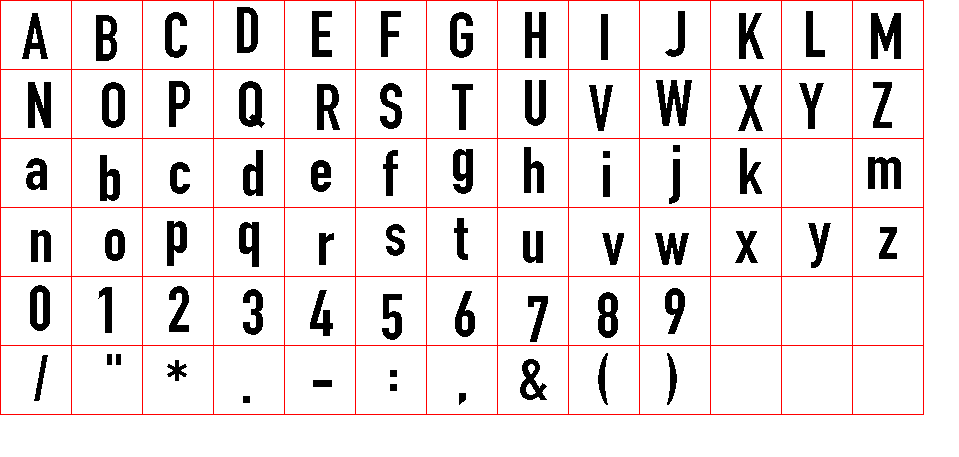 A B C D E F G H I J K L M
N O P Q R S T U V W X Y Z
a b c d e f g h i j k m
n o p q r s t u v w x y z
0 1 2 3 4 5 6 7 8 9
/ " * . - : , & ( )